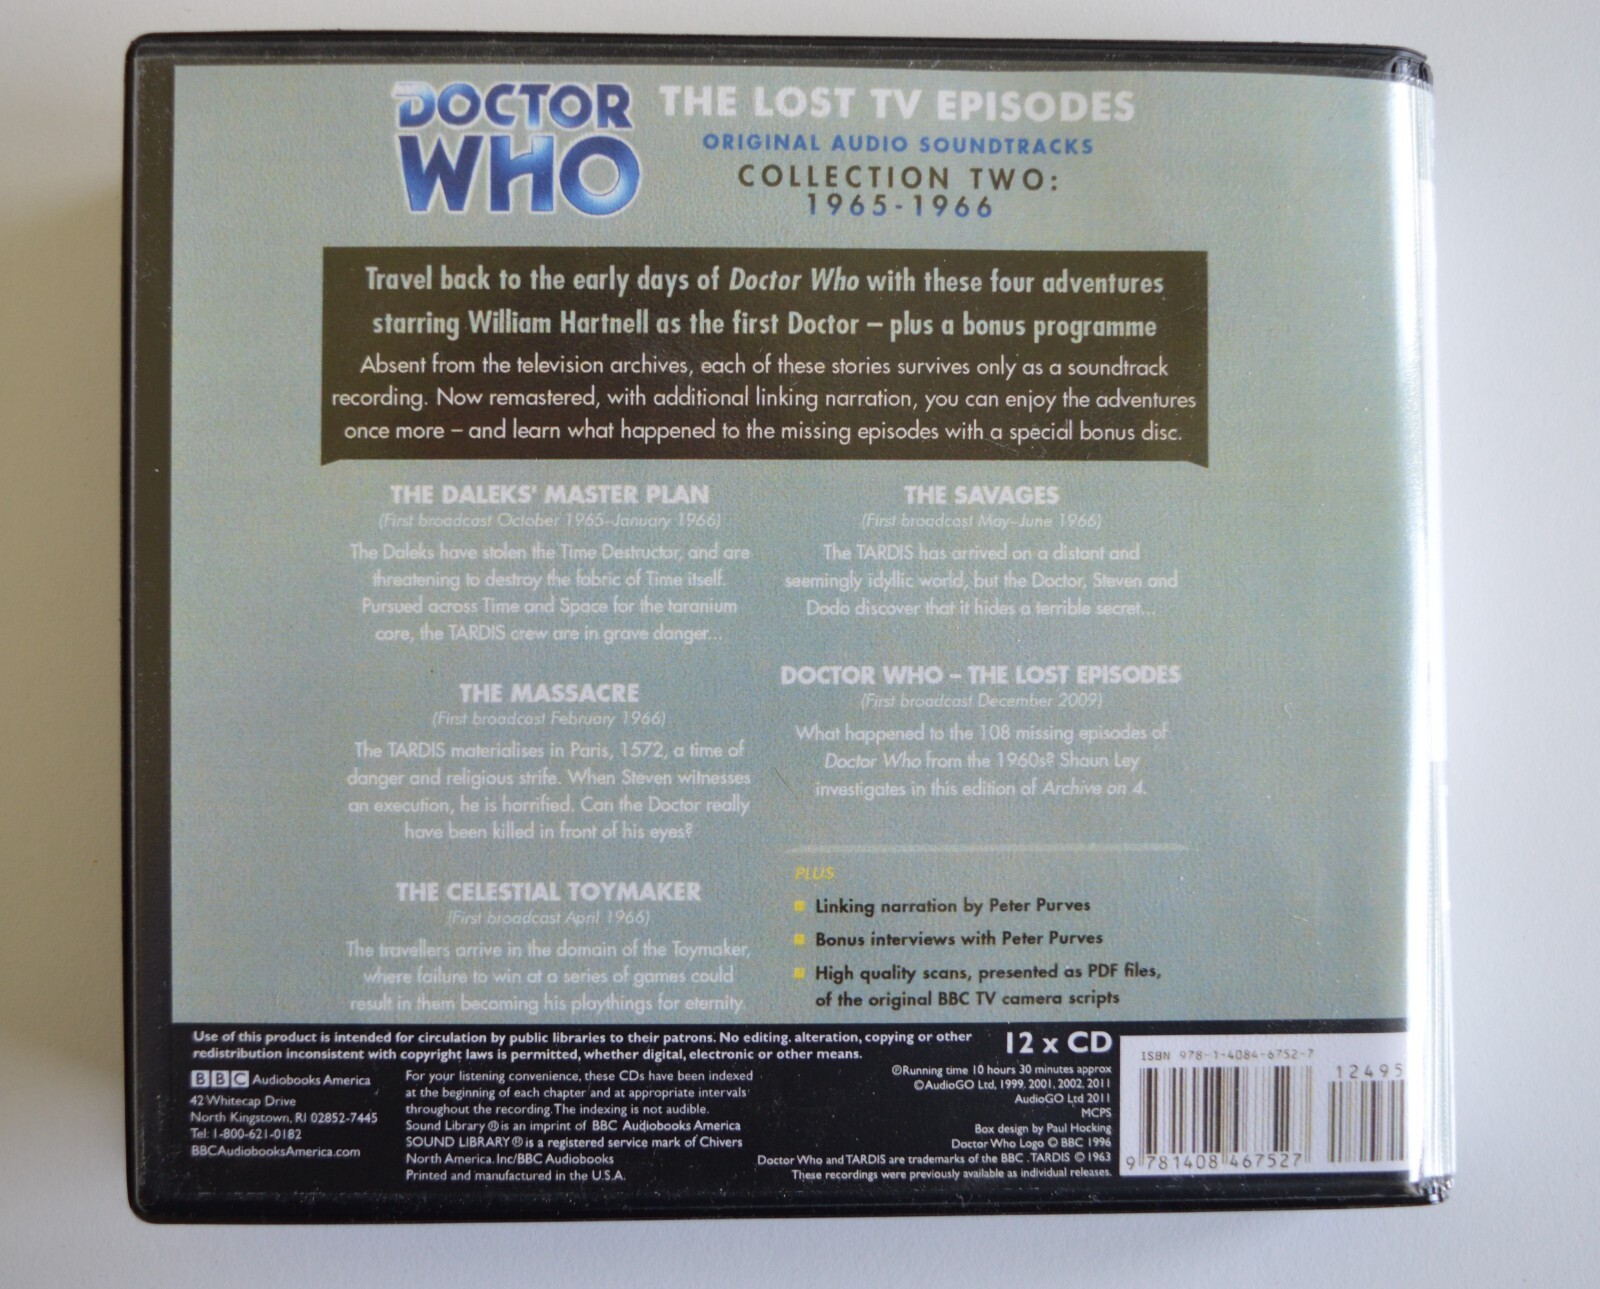 DOCTOR WHO
THE LOST TV EPISODES
ORIGINAL AUDIO SOUNDTRACKS
COLLECTION TWO:
1965-1966
Travel back to the early days of Doctor Who with these four adventures
starring William Hartnell as the first Doctor – plus a bonus programme
Absent from the television archives, each of these stories survives only as a soundtrack
recording. Now remastered, with additional linking narration, you can enjoy the adventures
once more – and learn what happened to the missing episodes with a special bonus disc.
THE DALEKS' MASTER PLAN
(First broadcast October 1965–January 1966)
The Daleks have stolen the Time Destructor, and are
threatening to destroy the fabric of Time itself.
Pursued across Time and Space for the taranium
core, the TARDIS crew are in grave danger...
THE MASSACRE
(First broadcast February 1966)
The TARDIS materialises in Paris, 1572, a time of
danger and religious strife. When Steven witnesses
an execution, he is horrified. Can the Doctor really
have been killed in front of his eyes?
THE CELESTIAL TOYMAKER
(First broadcast April 1966)
The travellers arrive in the domain of the Toymaker,
where failure to win at a series of games could
result in them becoming his playthings for eternity.
THE SAVAGES
(First broadcast May–June 1966)
The TARDIS has arrived on a distant and
seemingly idyllic world, but the Doctor, Steven and
Dodo discover that it hides a terrible secret...
DOCTOR WHO – THE LOST EPISODES
(First broadcast December 2009)
What happened to the 108 missing episodes of
Doctor Who from the 1960s? Shaun Ley
investigates in this edition of Archive on 4.
PLUS
Linking narration by Peter Purves
Bonus interviews with Peter Purves
High quality scans, presented as PDF files,
of the original BBC TV camera scripts
Use of this product is intended for circulation by public libraries to their patrons. No editing, alteration, copying or other
redistribution inconsistent with copyright laws is permitted, whether digital, electronic or other means.
BBC Audiobooks America
42 Whitecap Drive
North Kingstown, RI 02852-7445
Tel: 1-800-621-0182
BBCAudiobooksAmerica.com
For your listening convenience, these CDs have been indexed
at the beginning of each chapter and at appropriate intervals
throughout the recording. The indexing is not audible.
Sound Library ® is an imprint of BBC Audiobooks America
SOUND LIBRARY ® is a registered service mark of Chivers
North America. Inc/BBC Audiobooks
Printed and manufactured in the U.S.A.
12 x CD
℗Running time 10 hours 30 minutes approx
©AudioGO Ltd, 1999, 2001, 2002, 2011
AudioGO Ltd 2011
MCPS
Box design by Paul Hocking
Doctor Who Logo © BBC 1996
Doctor Who and TARDIS are trademarks of the BBC. TARDIS © 1963
These recordings were previously available as individual releases.
ISBN 978-1-4084-6752-7
12495
9 781408 467527